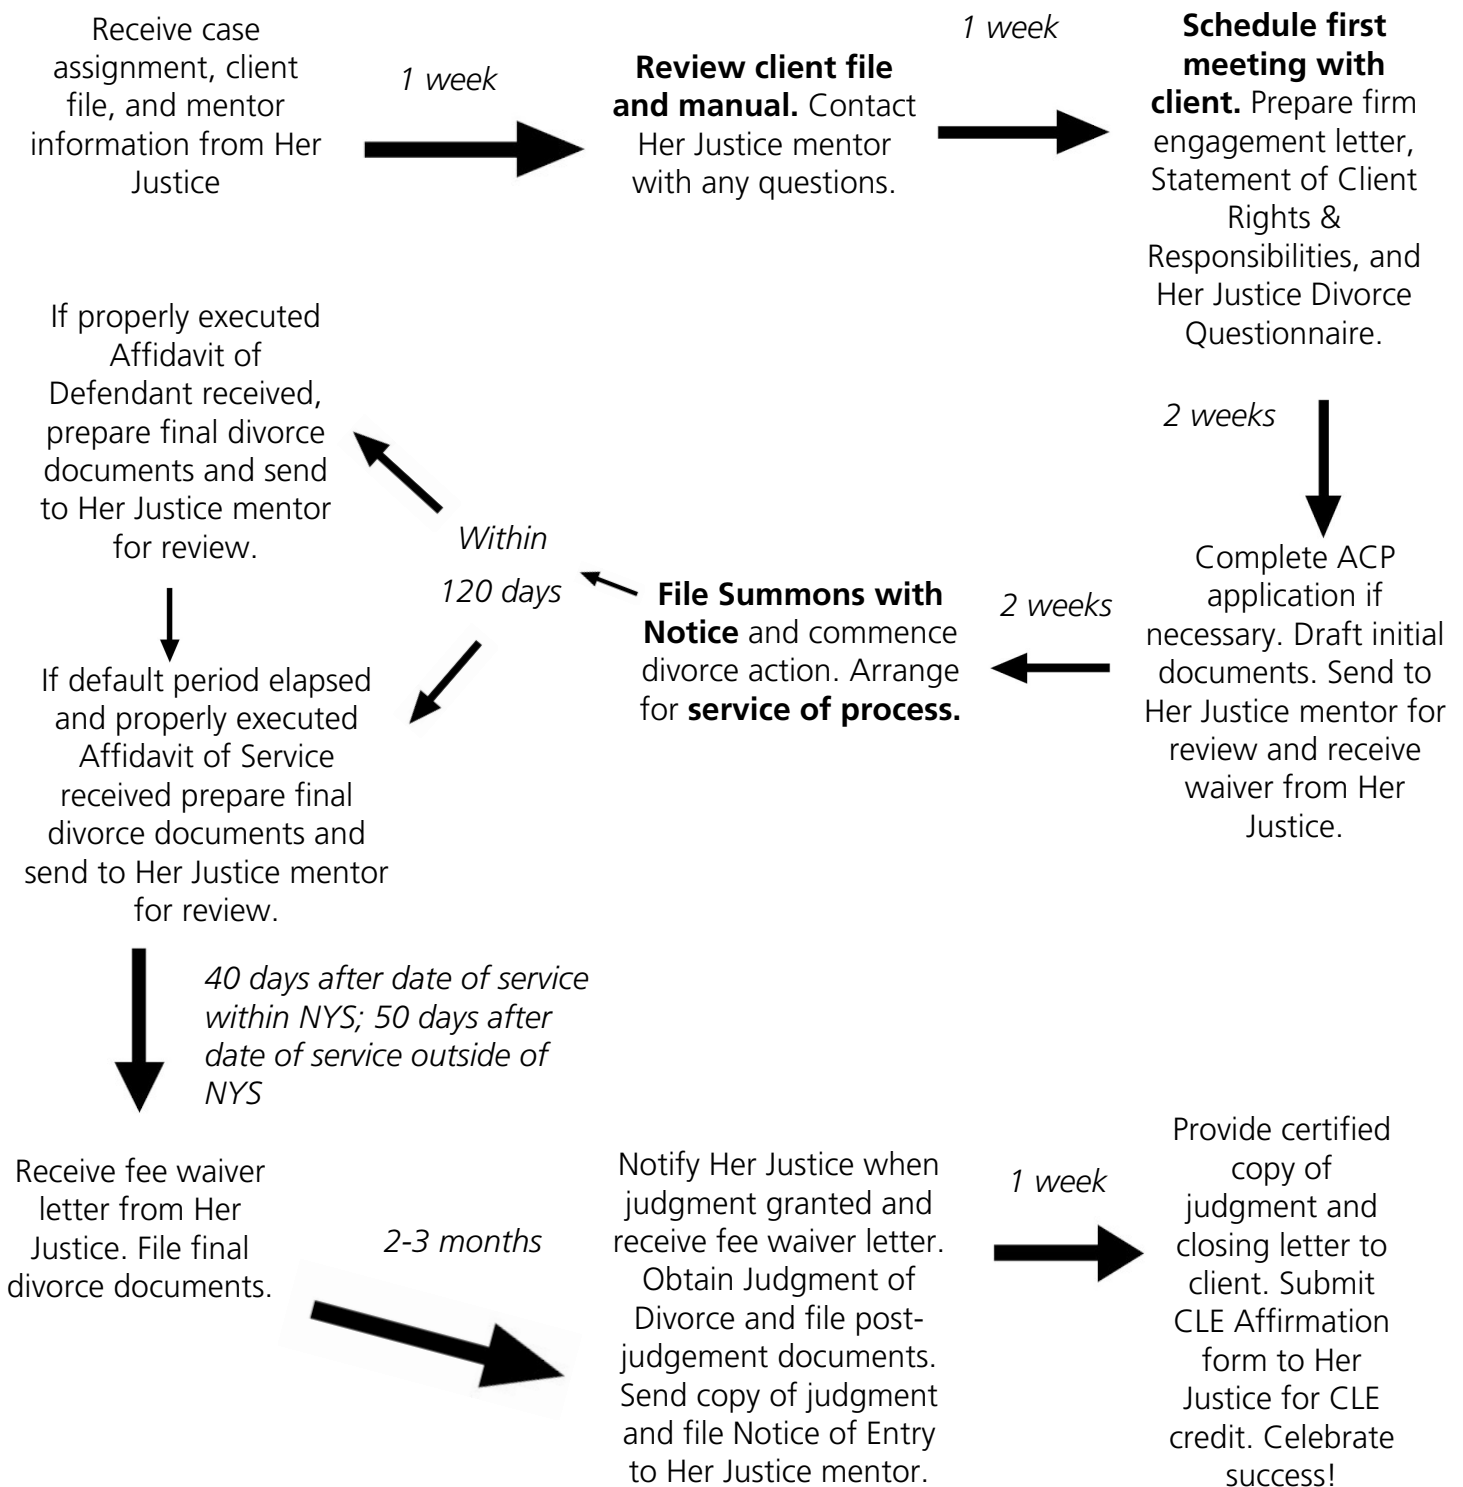 Receive case
assignment, client
file, and mentor
information from Her
Justice
1 week
Review client file
and manual. Contact
Her Justice mentor
with any questions.
1 week
Schedule first
meeting with
client. Prepare firm
engagement letter,
Statement of Client
Rights &
Responsibilities, and
Her Justice Divorce
Questionnaire.
2 weeks
Complete ACP
application if
necessary. Draft initial
documents. Send to
Her Justice mentor for
review and receive
waiver from Her
Justice.
2 weeks
File Summons with
Notice and commence
divorce action. Arrange
for service of process.
Within
120 days
If properly executed
Affidavit of
Defendant received,
prepare final divorce
documents and send
to Her Justice mentor
for review.
If default period elapsed
and properly executed
Affidavit of Service
received prepare final
divorce documents and
send to Her Justice mentor
for review.
40 days after date of service
within NYS; 50 days after
date of service outside of
NYS
Receive fee waiver
letter from Her
Justice. File final
divorce documents.
2-3 months
Notify Her Justice when
judgment granted and
receive fee waiver letter.
Obtain Judgment of
Divorce and file post-
judgement documents.
Send copy of judgment
and file Notice of Entry
to Her Justice mentor.
1 week
Provide certified
copy of
judgment and
closing letter to
client. Submit
CLE Affirmation
form to Her
Justice for CLE
credit. Celebrate
success!